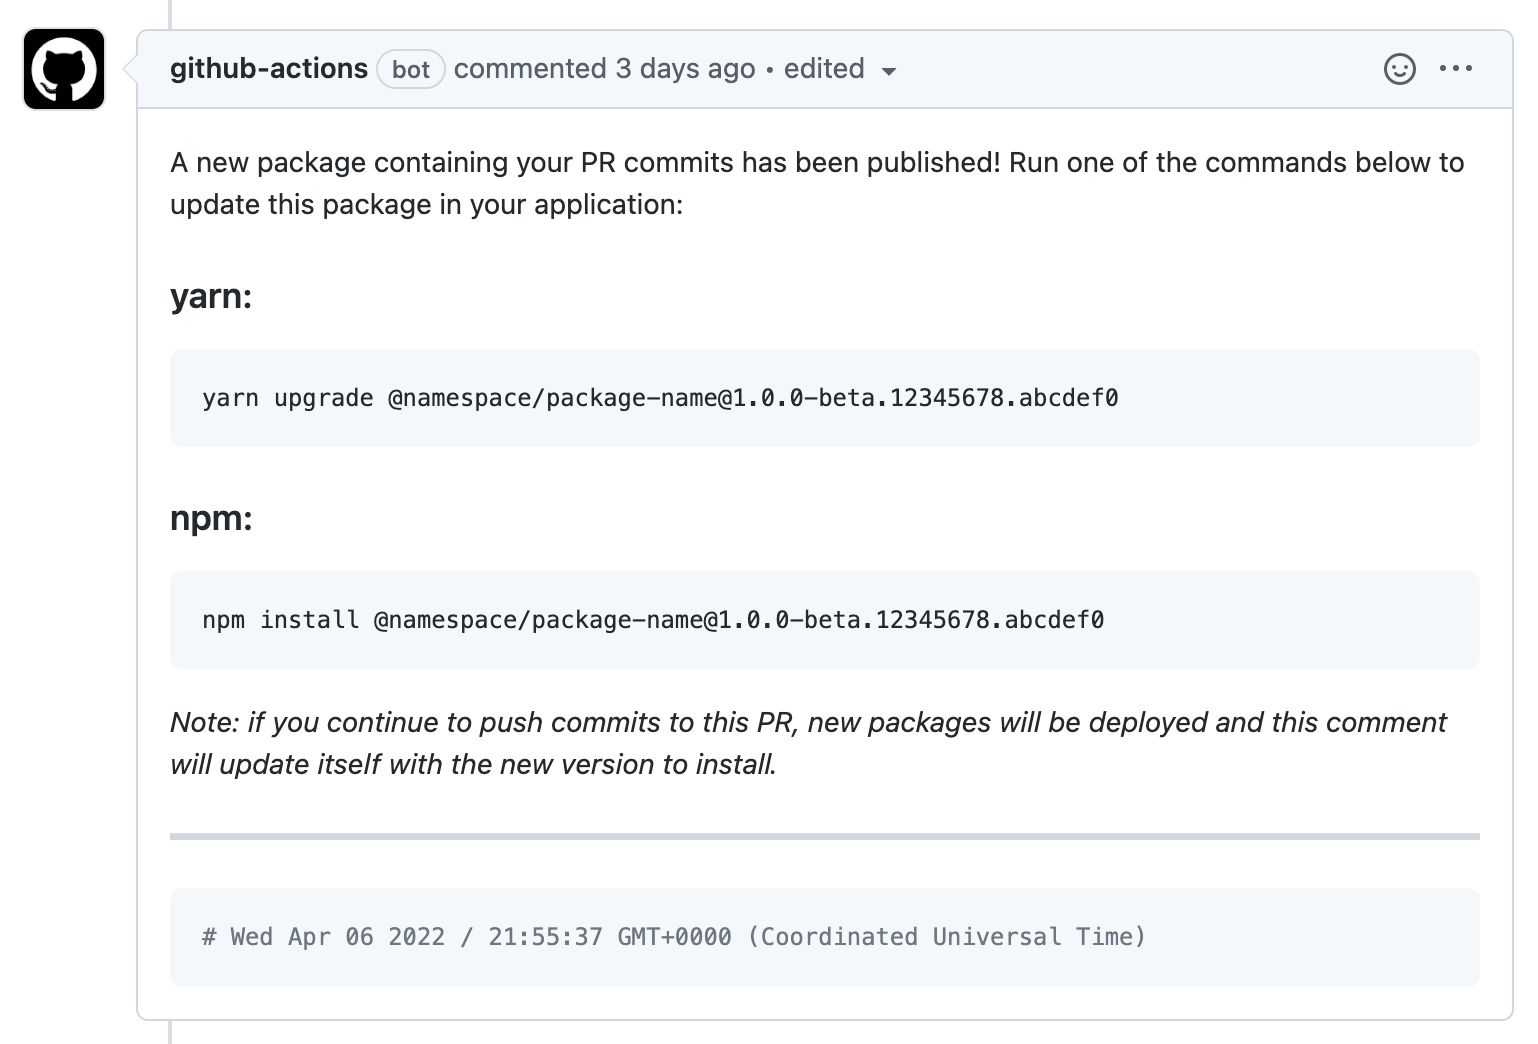 github-actions bot commented 3 days ago • edited
A new package containing your PR commits has been published! Run one of the commands below to
update this package in your application:
yarn:
yarn upgrade @namespace/package-name@1.0.0-beta.12345678.abcdef0
npm:
npm install @namespace/package-name@1.0.0-beta.12345678.abcdef0
Note: if you continue to push commits to this PR, new packages will be deployed and this comment
will update itself with the new version to install.
# Wed Apr 06 2022 / 21:55:37 GMT+0000 (Coordinated Universal Time)